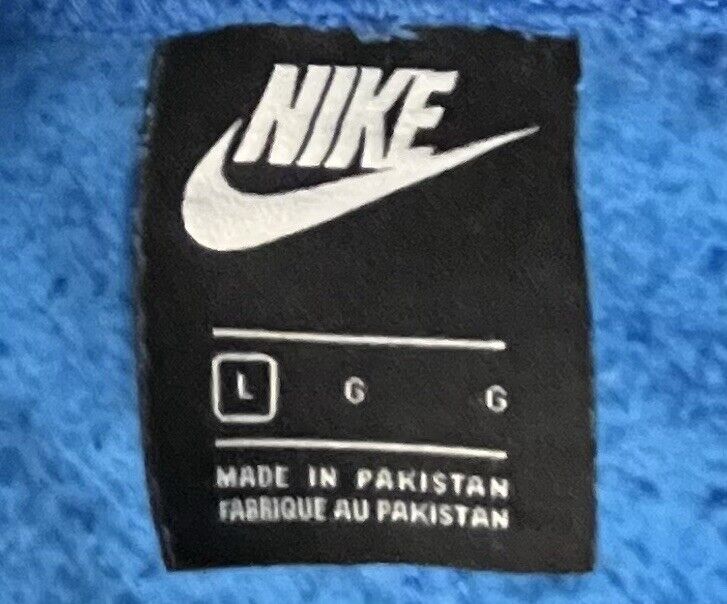 NIKE
L G G
MADE IN PAKISTAN
FABRIQUE AU PAKISTAN